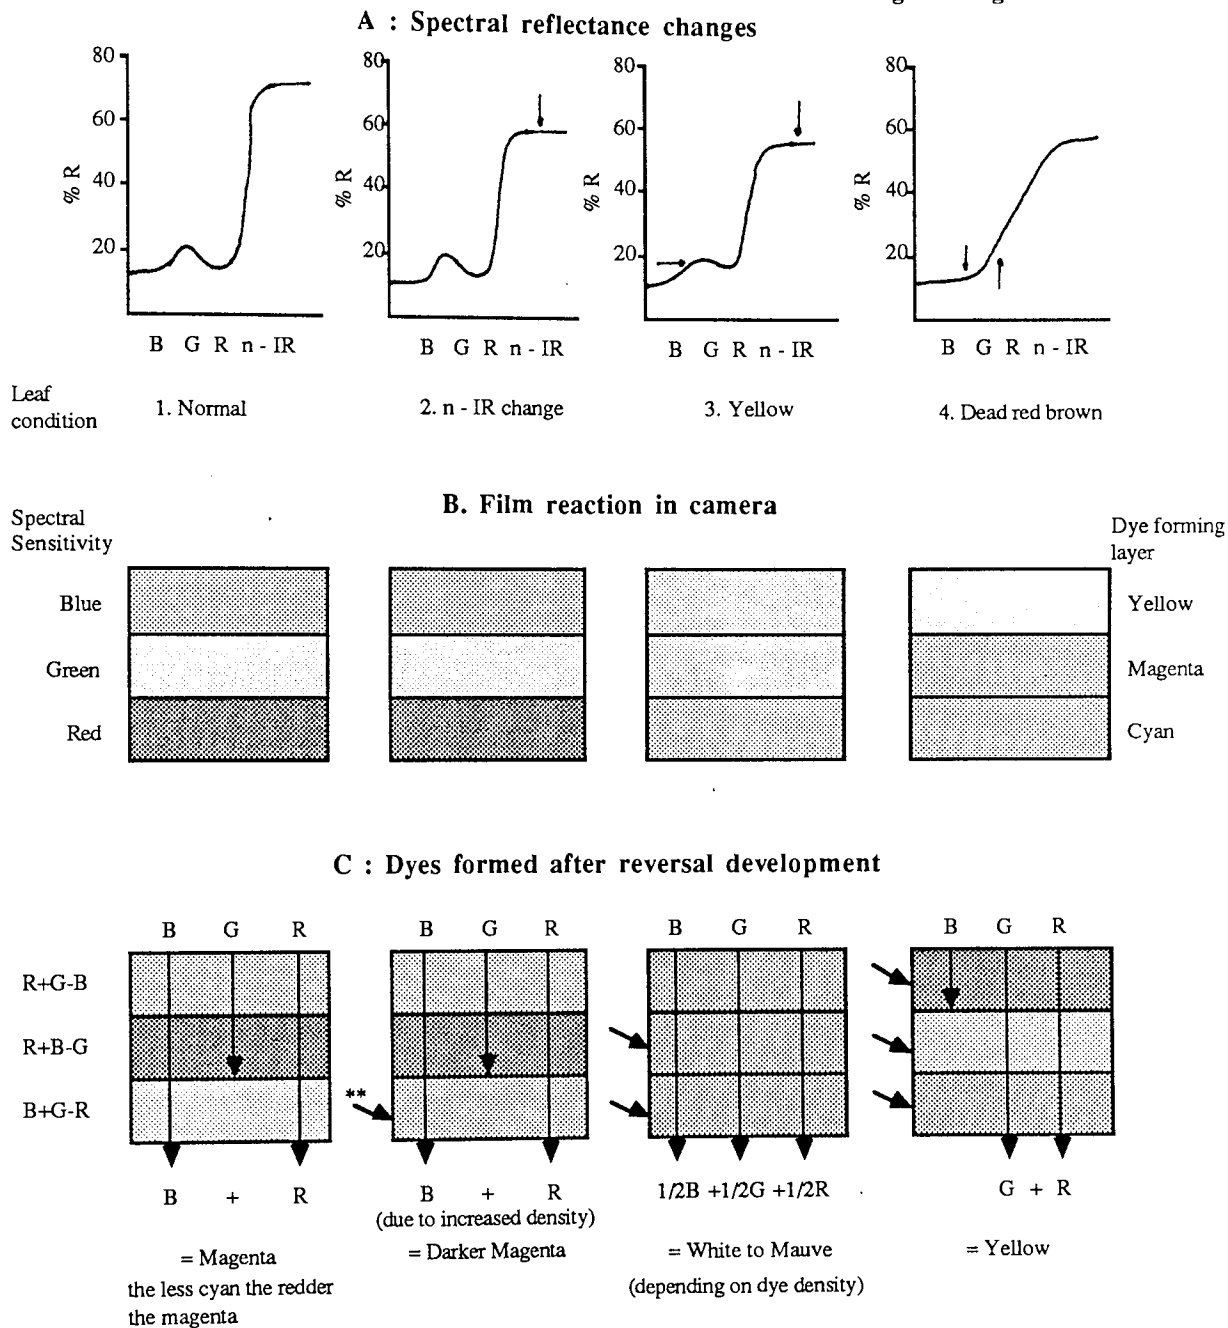 A : Spectral reflectance changes
80 80 80 80
60 60 60 60
40 40 40 40
20 20 20 20
% R % R % R % R
B G R n - IR B G R n - IR B G R n - IR B G R n - IR
Leaf condition
1. Normal 2. n - IR change 3. Yellow 4. Dead red brown
B. Film reaction in camera
Spectral Sensitivity
Dye forming layer
Blue Yellow
Green Magenta
Red Cyan
C : Dyes formed after reversal development
B G R B G R B G R B G R
R+G-B
R+B-G
B+G-R **
B + R B + R 1/2B +1/2G +1/2R G + R
(due to increased density)
= Magenta = Darker Magenta = White to Mauve = Yellow
the less cyan the redder (depending on dye density)
the magenta